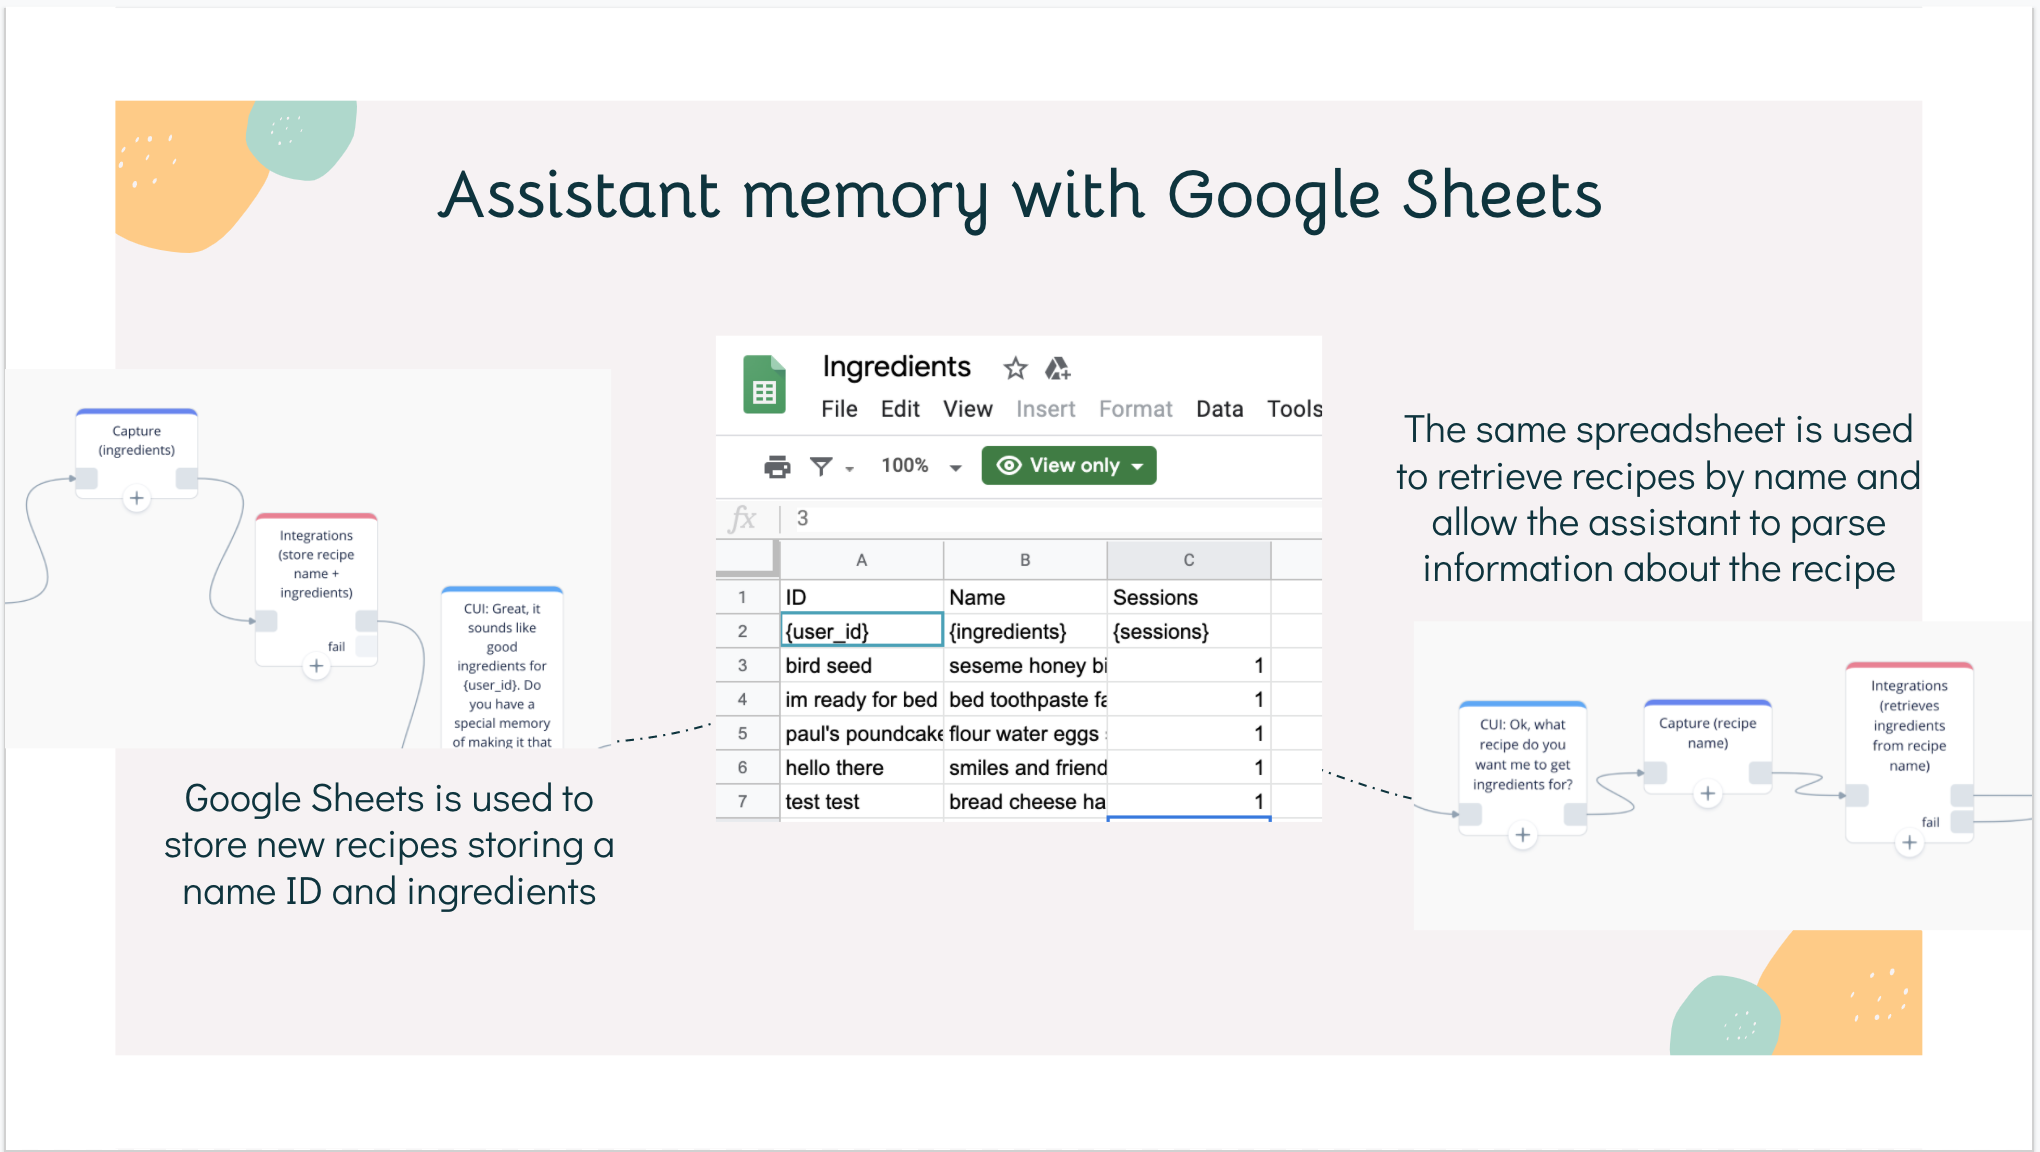 Assistant memory with Google Sheets
Capture
(ingredients)
Integrations
(store recipe
name +
ingredients)
fail
CUI: Great, it
sounds like
good
ingredients for
{user_id}. Do
you have a
special memory
of making it that
Google Sheets is used to
store new recipes storing a
name ID and ingredients
Ingredients
File Edit View Insert Format Data Tools
100% View only
fx 3
A B C
1 ID Name Sessions
2 {user_id} {ingredients} {sessions}
3 bird seed seseme honey bi 1
4 im ready for bed bed toothpaste fa 1
5 paul's poundcake flour water eggs 1
6 hello there smiles and friend 1
7 test test bread cheese ha 1
The same spreadsheet is used
to retrieve recipes by name and
allow the assistant to parse
information about the recipe
CUI: Ok, what
recipe do you
want me to get
ingredients for?
Capture (recipe
name)
Integrations
(retrieves
ingredients
from recipe
name)
fail